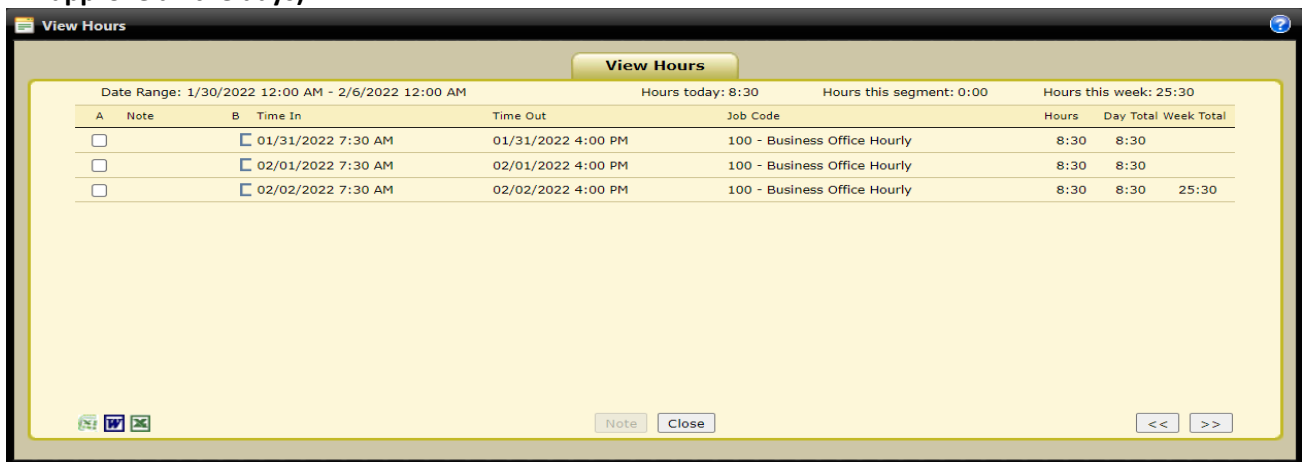 View Hours
View Hours
Date Range: 1/30/2022 12:00 AM - 2/6/2022 12:00 AM Hours today: 8:30 Hours this segment: 0:00 Hours this week: 25:30
A Note B Time In Time Out Job Code Hours Day Total Week Total
01/31/2022 7:30 AM 01/31/2022 4:00 PM 100 - Business Office Hourly 8:30 8:30
02/01/2022 7:30 AM 02/01/2022 4:00 PM 100 - Business Office Hourly 8:30 8:30
02/02/2022 7:30 AM 02/02/2022 4:00 PM 100 - Business Office Hourly 8:30 8:30 25:30
Note Close << >>